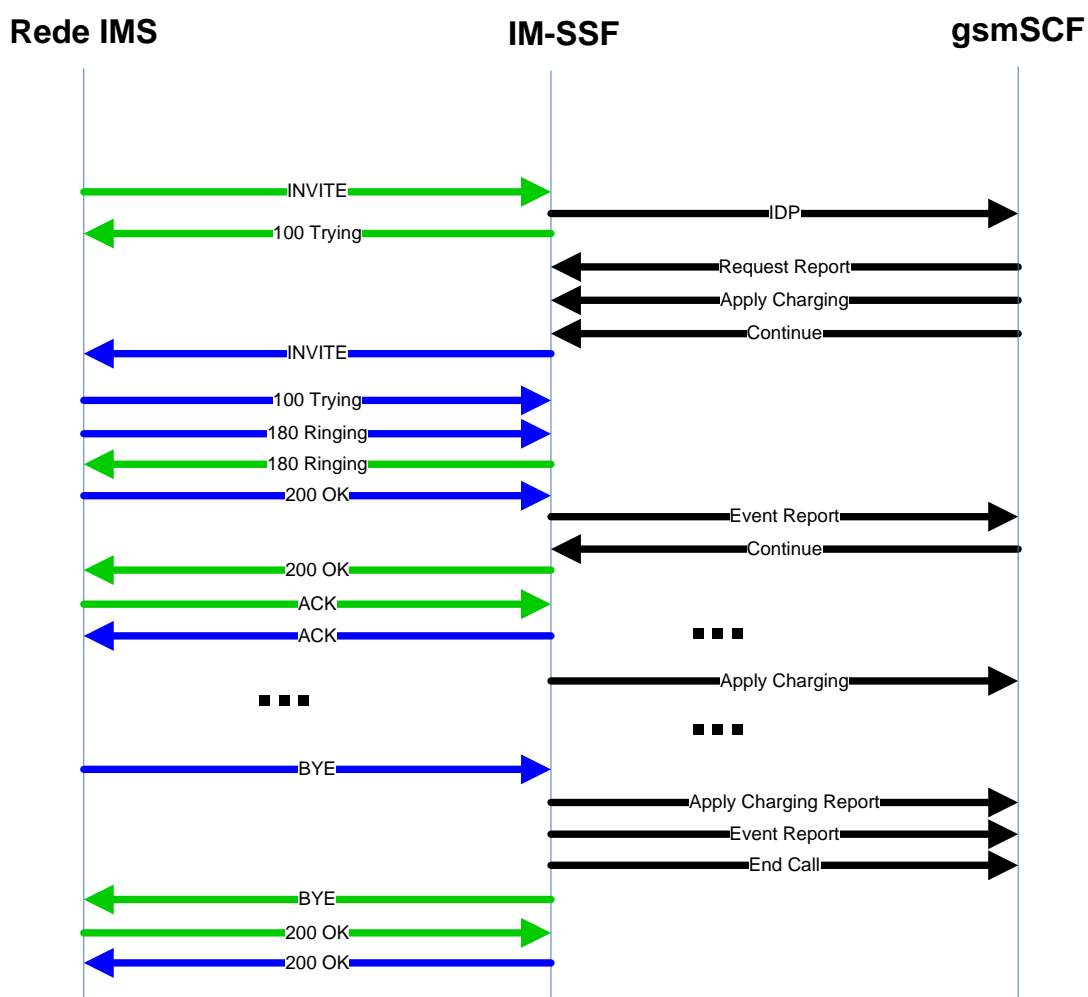 Rede IMS
IM-SSF
gsmSCF
INVITE
IDP
100 Trying
Request Report
Apply Charging
Continue
INVITE
100 Trying
180 Ringing
180 Ringing
200 OK
Event Report
Continue
200 OK
ACK
ACK
Apply Charging
BYE
Apply Charging Report
Event Report
End Call
BYE
200 OK
200 OK